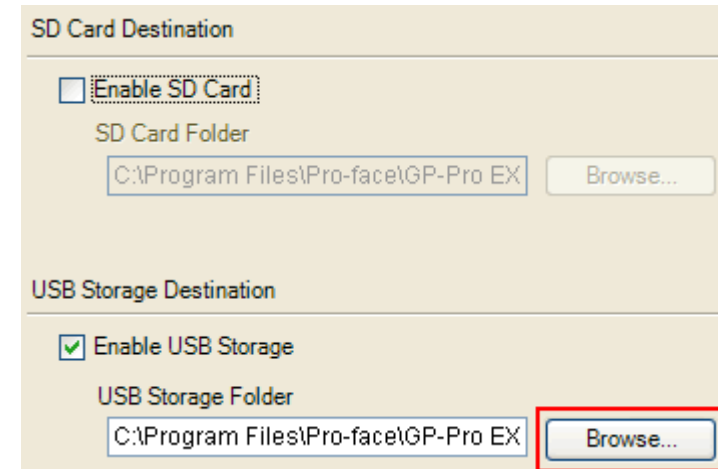 SD Card Destination
Enable SD Card
SD Card Folder
C:\Program Files\Pro-face\GP-Pro EX Browse...
USB Storage Destination
Enable USB Storage
USB Storage Folder
C:\Program Files\Pro-face\GP-Pro EX Browse...